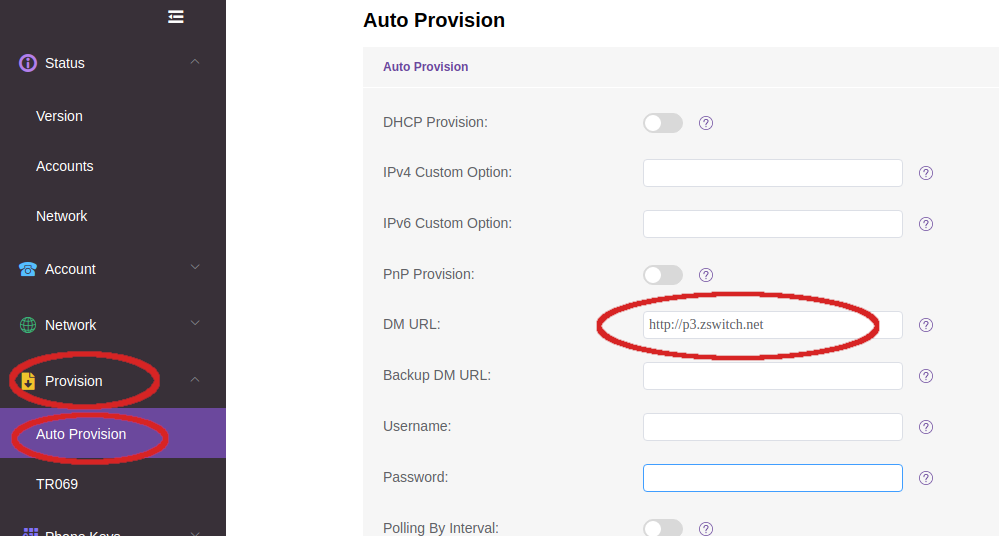 Auto Provision
Status
Version
Accounts
Network
Account
Network
Provision
Auto Provision
TR069
Phone Keys
Auto Provision
DHCP Provision:
IPv4 Custom Option:
IPv6 Custom Option:
PnP Provision:
DM URL: http://p3.zswitch.net
Backup DM URL:
Username:
Password:
Polling By Interval: